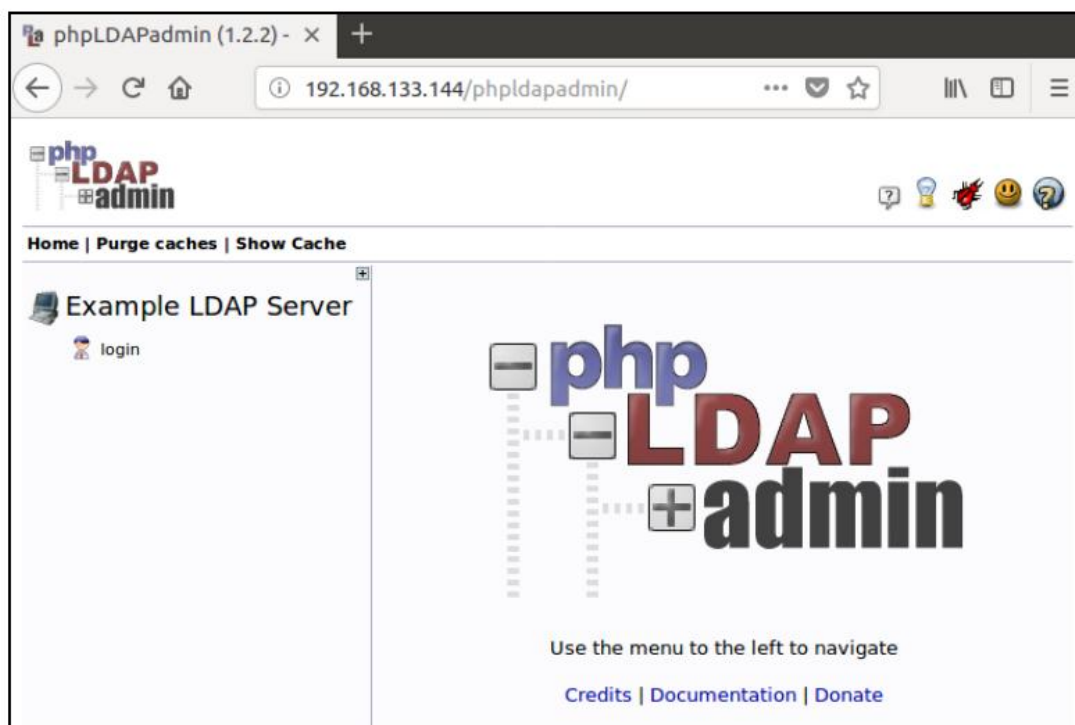 phpLDAPadmin (1.2.2) -
192.168.133.144/phpldapadmin/
php
LDAP
admin
Home | Purge caches | Show Cache
Example LDAP Server
login
php
LDAP
admin
Use the menu to the left to navigate
Credits | Documentation | Donate